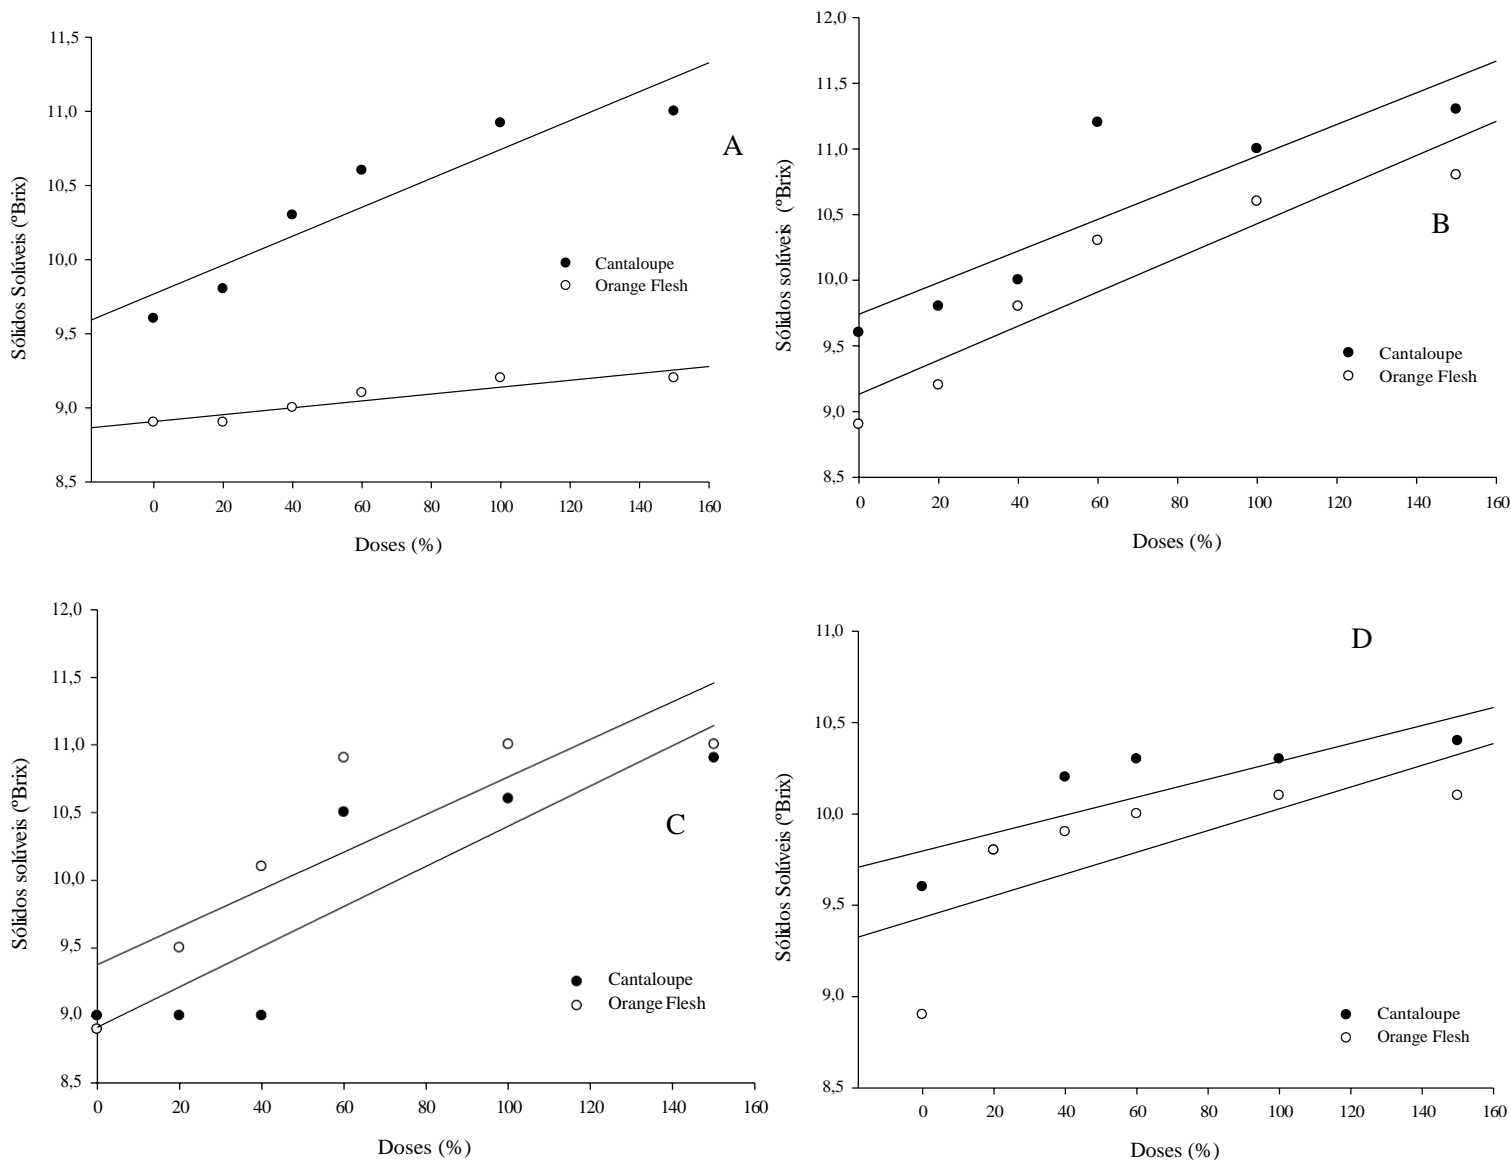 11,5
11,0
10,5
10,0
9,5
9,0
8,5
Sólidos Solúveis (ºBrix)
0 20 40 60 80 100 120 140 160
Doses (%)
A
Cantaloupe
Orange Flesh
12,0
11,5
11,0
10,5
10,0
9,5
9,0
8,5
Sólidos solúveis (ºBrix)
0 20 40 60 80 100 120 140 160
Doses (%)
B
Cantaloupe
Orange Flesh
12,0
11,5
11,0
10,5
10,0
9,5
9,0
8,5
Sólidos solúveis (ºBrix)
0 20 40 60 80 100 120 140 160
Doses (%)
C
Cantaloupe
Orange Flesh
11,0
10,5
10,0
9,5
9,0
8,5
Sólidos Solúveis (ºBrix)
0 20 40 60 80 100 120 140 160
Doses (%)
D
Cantaloupe
Orange Flesh